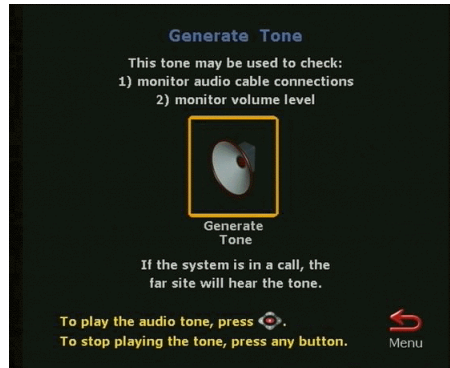 Generate Tone
This tone may be used to check:
1) monitor audio cable connections
2) monitor volume level
Generate
Tone
If the system is in a call, the
far site will hear the tone.
To play the audio tone, press .
To stop playing the tone, press any button.
Menu